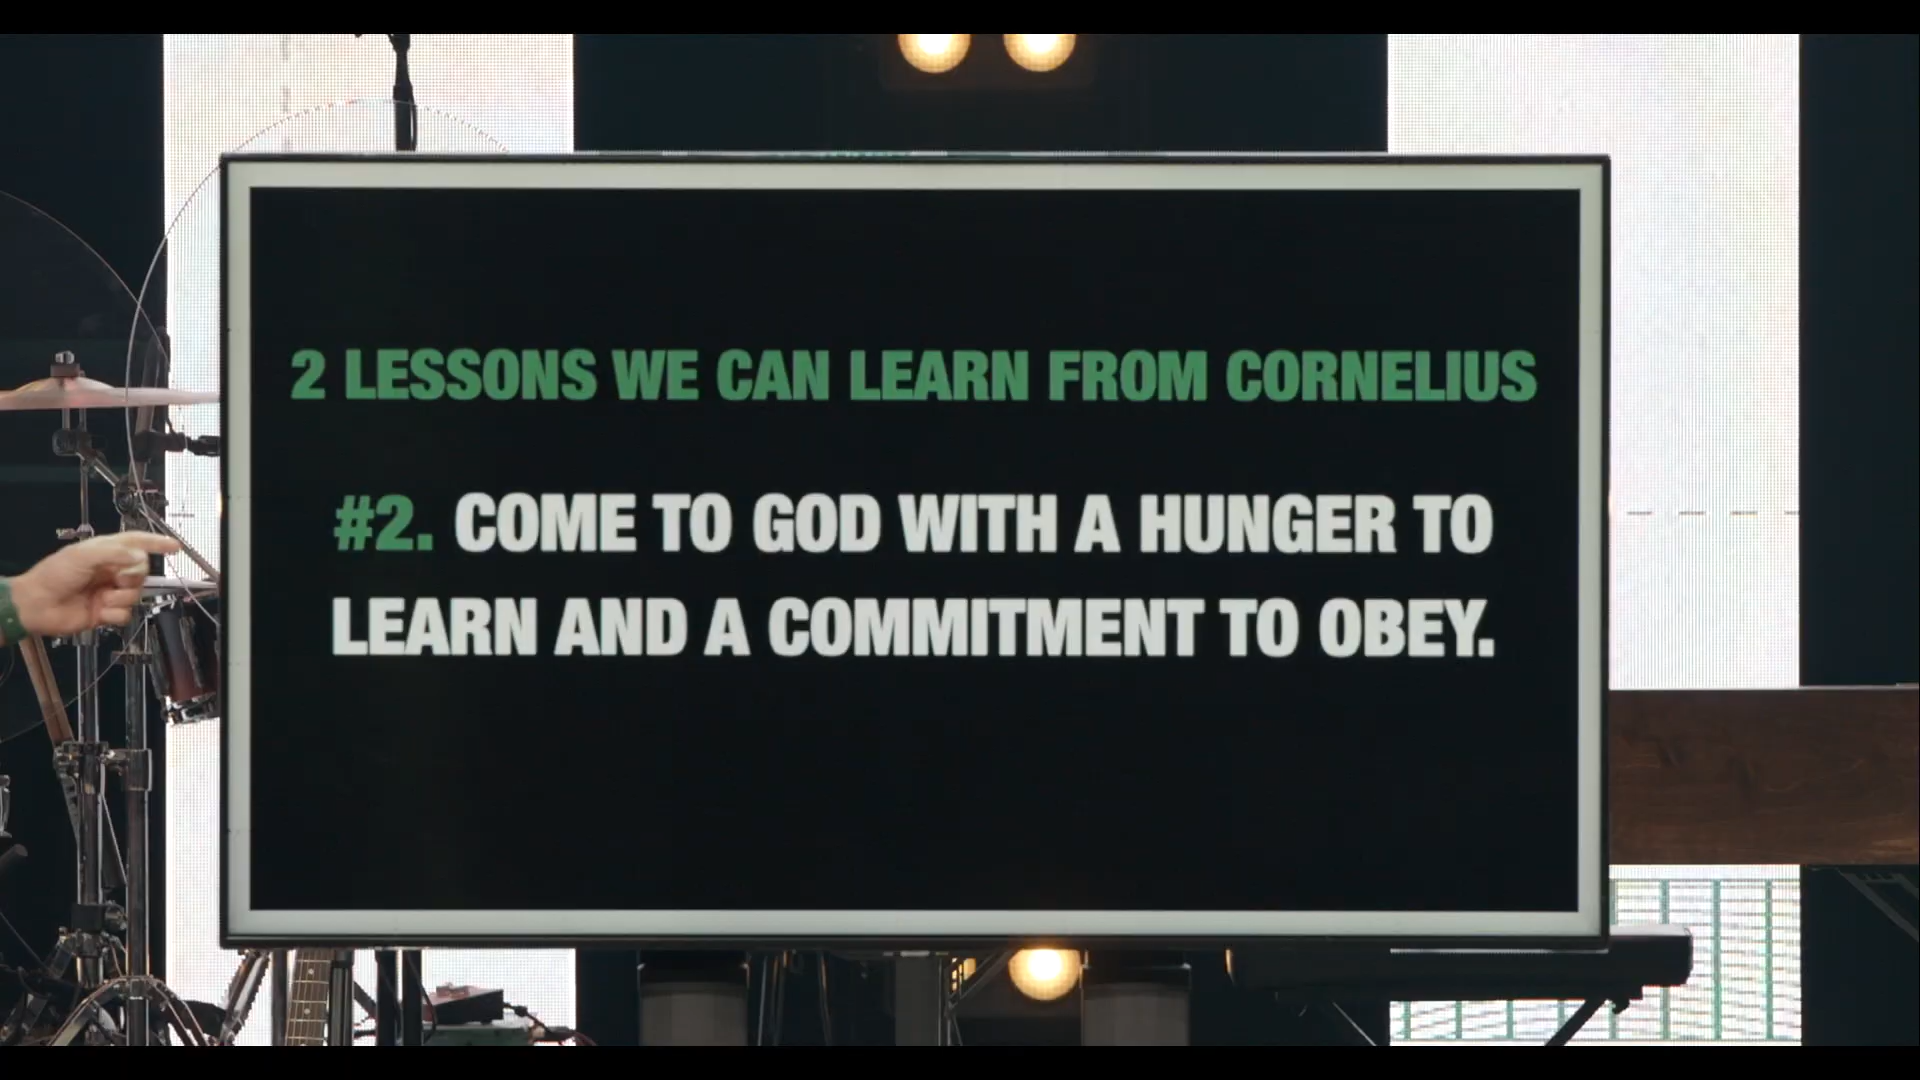 2 LESSONS WE CAN LEARN FROM CORNELIUS
#2. COME TO GOD WITH A HUNGER TO
LEARN AND A COMMITMENT TO OBEY.